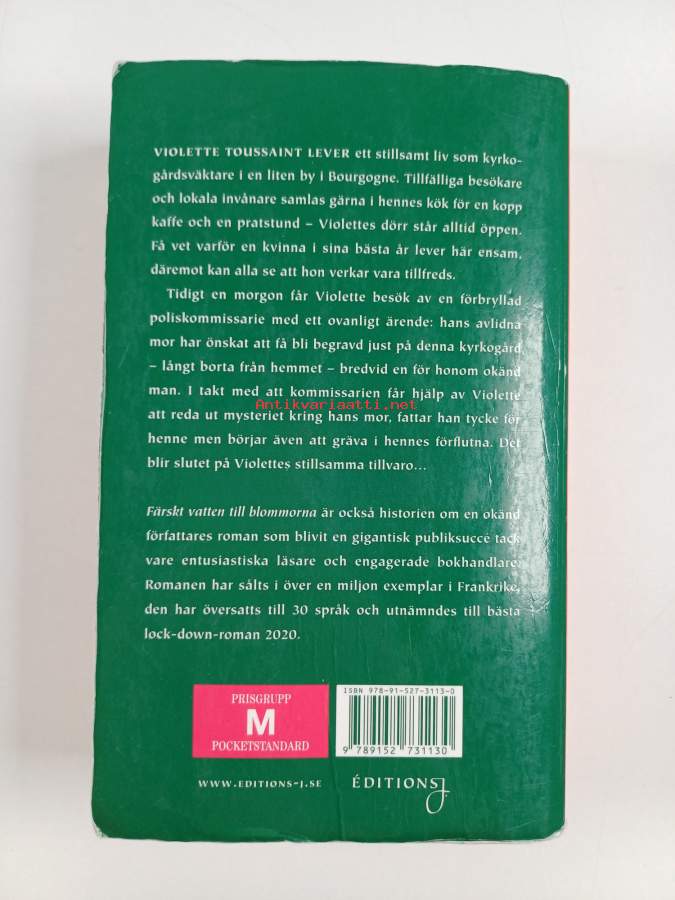 VIOLETTE TOUSSAINT LEVER ett stillsamt liv som kyrko-
gårdsväktare i en liten by i Bourgogne. Tillfälliga besökare
och lokala invånare samlas gärna i hennes kök för en kopp
kaffe och en pratstund – Violettes dörr står alltid öppen.
Få vet varför en kvinna i sina bästa år lever här ensam,
däremot kan alla se att hon verkar vara tillfreds.
Tidigt en morgon får Violette besök av en förbryllad
poliskommissarie med ett ovanligt ärende: hans avlidna
mor har önskat att få bli begravd just på denna kyrkogård
– långt borta från hemmet – bredvid en för honom okänd
man. I takt med att kommissarien får hjälp av Violette
Antikvariaatti.net
att reda ut mysteriet kring hans mor, fattar han tycke för
henne men börjar även att gräva i hennes förflutna. Det
blir slutet på Violettes stillsamma tillvaro...
Färskt vatten till blommorna är också historien om en okänd
författares roman som blivit en gigantisk publiksuccé tack
vare entusiastiska läsare och engagerade bokhandlare.
Romanen har sålts i över en miljon exemplar i Frankrike,
den har översatts till 30 språk och utnämndes till bästa
lock-down-roman 2020.
PRISGRUPP
M
POCKETSTANDARD
ISBN 978-91-527-3113-0
9 789152 731130
WWW.EDITIONS-J.SE
ÉDITIONS J.